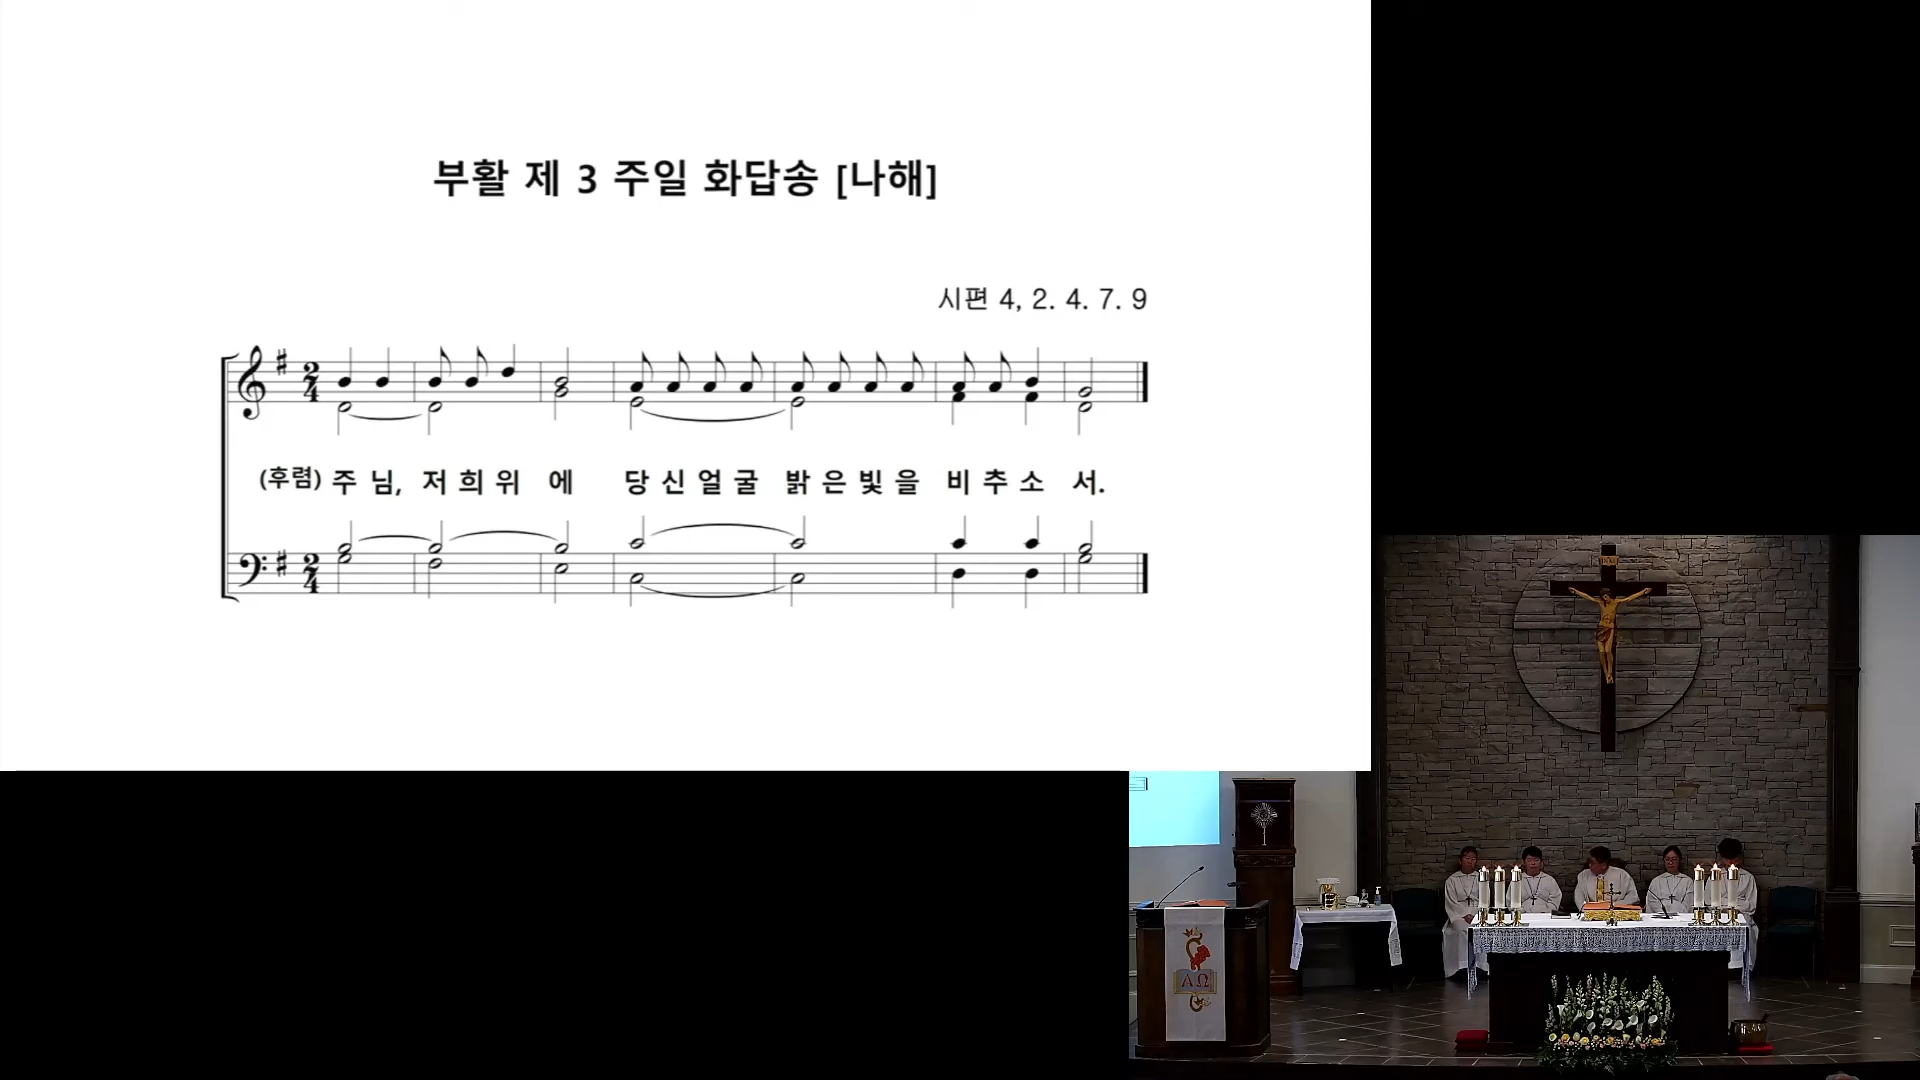 부활 제 3 주일 화답송 [나해]
시편 4, 2. 4. 7. 9
(후렴) 주 님, 저 희 위 에 당 신 얼 굴 밝 은 빛 을 비 추 소 서.
ΑΩ